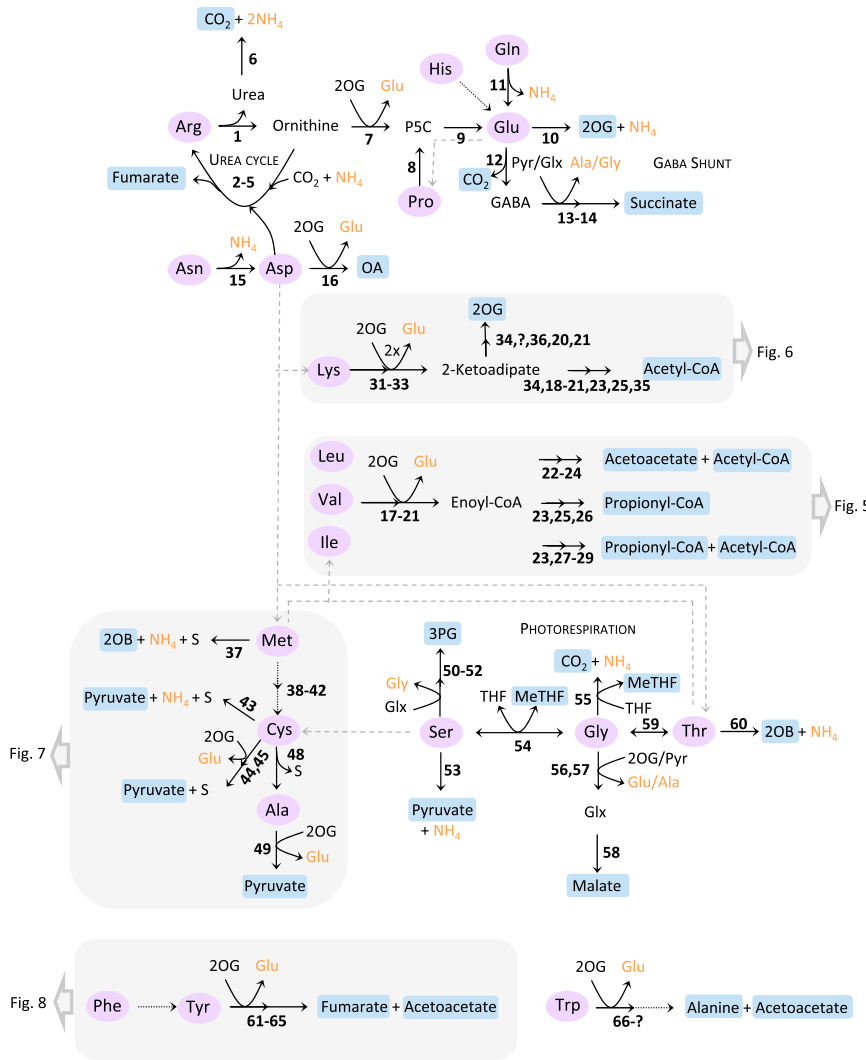 CO2 + 2NH4
6
Urea
Arg
1
Ornithine
2OG
Glu
7
P5C
9
His
Gln
11
NH4
Glu
10
2OG + NH4
UREA CYCLE
2-5
Fumarate
CO2 + NH4
8
Pro
12
CO2
Pyr/Glx
Ala/Gly
GABA SHUNT
GABA
13-14
Succinate
Asn
NH4
15
Asp
2OG
Glu
16
OA
2OG
34,?,36,20,21
Lys
2OG
Glu
2x
31-33
2-Ketoadipate
34,18-21,23,25,35
Acetyl-CoA
Fig. 6
Leu
Val
Ile
2OG
Glu
17-21
Enoyl-CoA
22-24
Acetoacetate + Acetyl-CoA
23,25,26
Propionyl-CoA
23,27-29
Propionyl-CoA + Acetyl-CoA
Fig. 5
2OB + NH4 + S
37
Met
38-42
Pyruvate + NH4 + S
43
Cys
2OG
Glu
44,45
48
S
Pyruvate + S
Ala
49
2OG
Glu
Pyruvate
Fig. 7
3PG
50-52
Gly
Glx
Ser
53
Pyruvate
+ NH4
PHOTORESPIRATION
THF
MeTHF
54
CO2 + NH4
MeTHF
55
THF
Gly
59
Thr
60
2OB + NH4
56,57
2OG/Pyr
Glu/Ala
Glx
58
Malate
Fig. 8
Phe
Tyr
2OG
Glu
61-65
Fumarate + Acetoacetate
Trp
2OG
Glu
66-?
Alanine + Acetoacetate